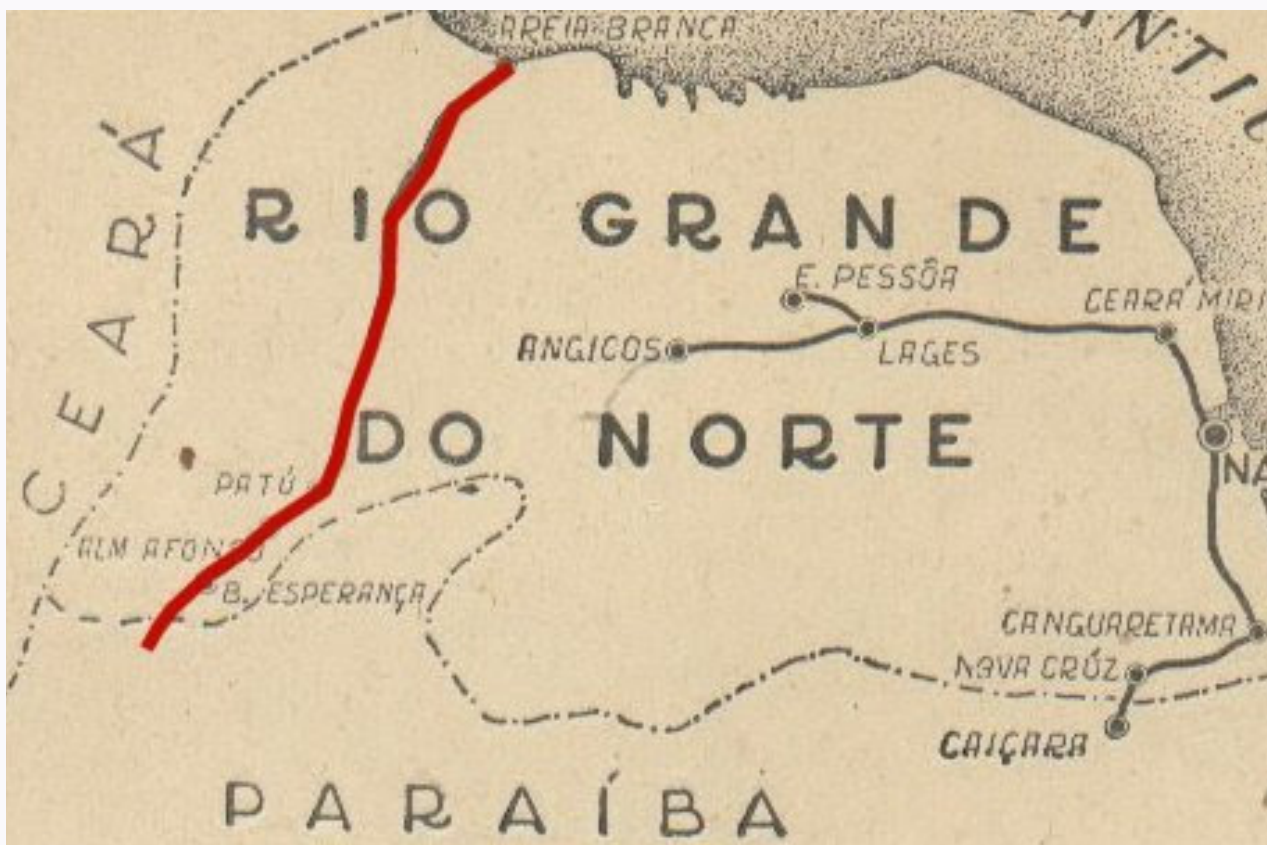 AREIA-BRANCA
ANTI
CEARÁ
RIO GRANDE
E. PESSÔA
CEARÁ MIRI
ANGICOS
LAGES
DO NORTE
NA
PATÚ
ALM AFONSO
B. ESPERANÇA
CANGUARETAMA
NOVA CRÚZ
CAIÇARA
PARAÍBA